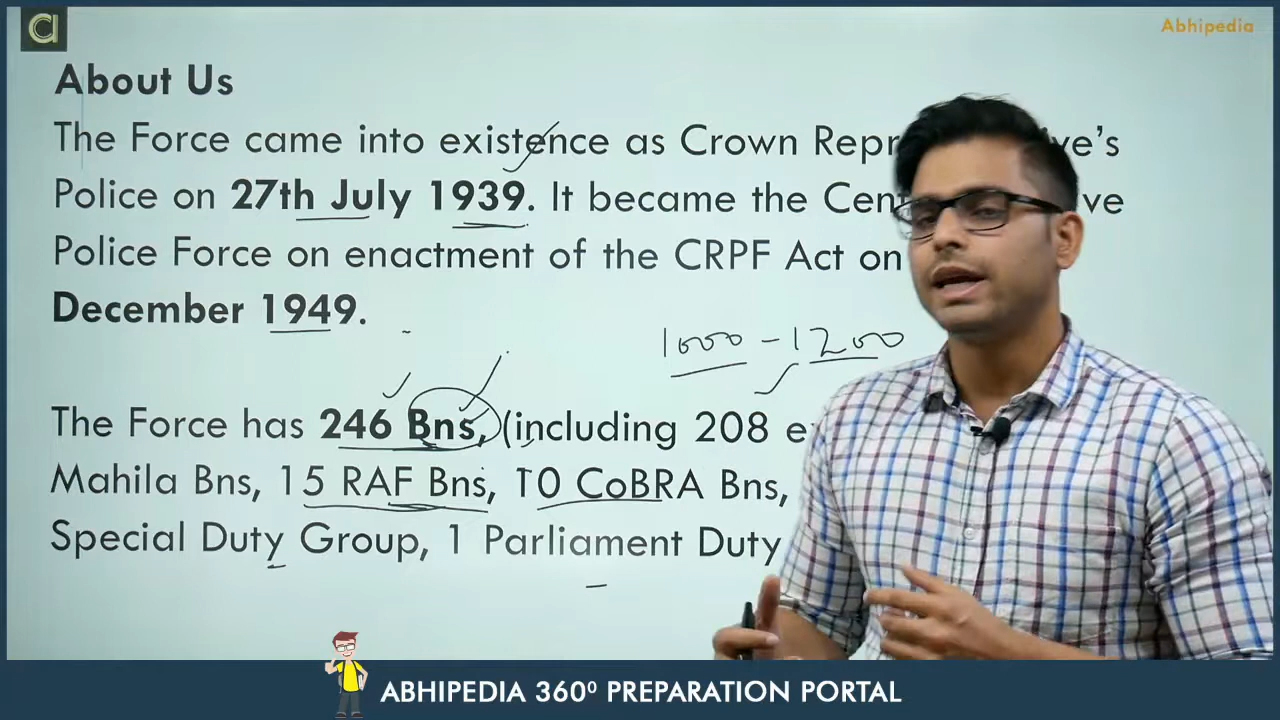 Abhipedia
About Us
The Force came into existence as Crown Repr ve's
Police on 27th July 1939. It became the Cen ve
Police Force on enactment of the CRPF Act on
December 1949.
1000 - 1200
The Force has 246 Bns, (including 208 e
Mahila Bns, 15 RAF Bns, 10 CoBRA Bns,
Special Duty Group, 1 Parliament Duty
ABHIPEDIA 360⁰ PREPARATION PORTAL